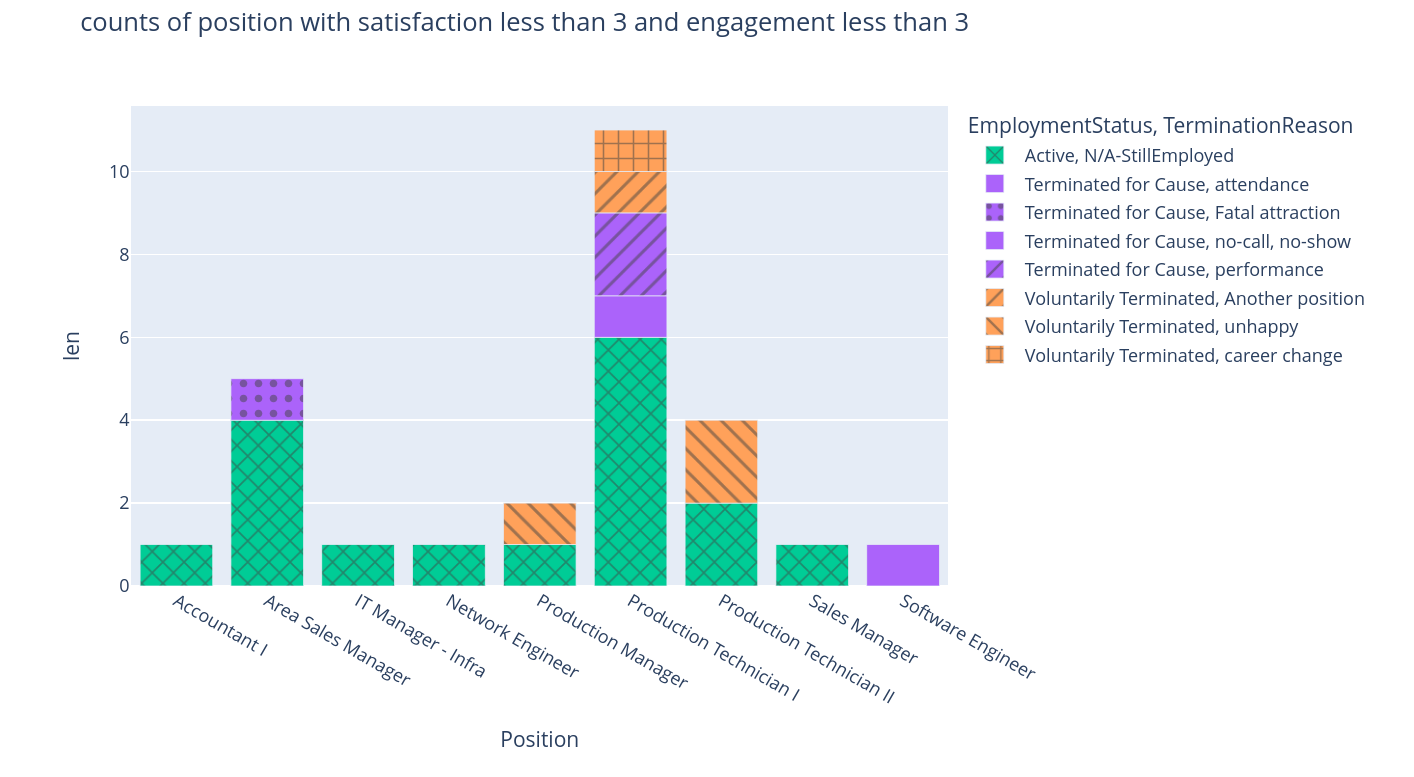 counts of position with satisfaction less than 3 and engagement less than 3
EmploymentStatus, TerminationReason
Active, N/A-StillEmployed
Terminated for Cause, attendance
Terminated for Cause, Fatal attraction
Terminated for Cause, no-call, no-show
Terminated for Cause, performance
Voluntarily Terminated, Another position
Voluntarily Terminated, unhappy
Voluntarily Terminated, career change
len
10
8
6
4
2
0
Accountant I
Area Sales Manager
IT Manager - Infra
Network Engineer
Production Manager
Production Technician I
Production Technician II
Sales Manager
Software Engineer
Position